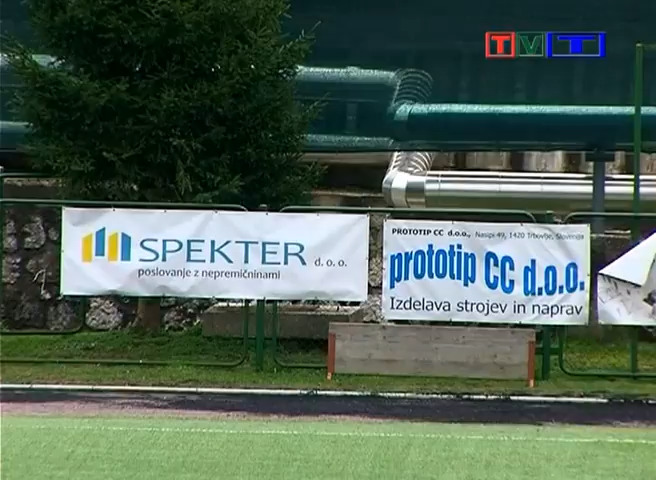 TVT
SPEKTER d.o.o.
poslovanje z nepremičninami
PROTOTIP CC d.o.o., Nasipi 49, 1420 Trbovlje, Slovenija
prototip CC d.o.o.
Izdelava strojev in naprav